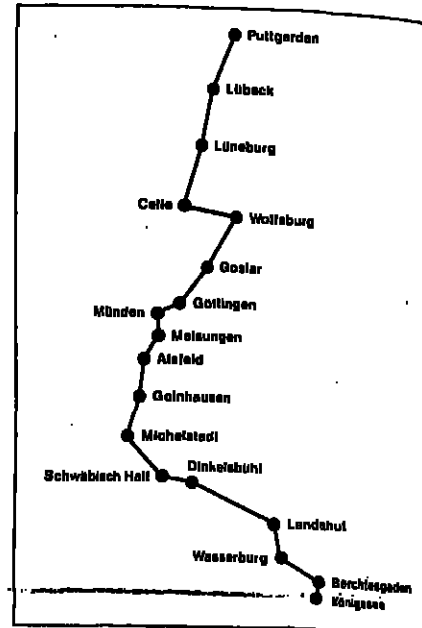 Puttgarden
Lübeck
Lüneburg
Celle
Wolfsburg
Goslar
Göttingen
Münden
Melsungen
Alsfeld
Gelnhausen
Michelstadt
Schwäbisch Hall
Dinkelsbühl
Landshut
Wasserburg
Berchtesgaden
Königssee